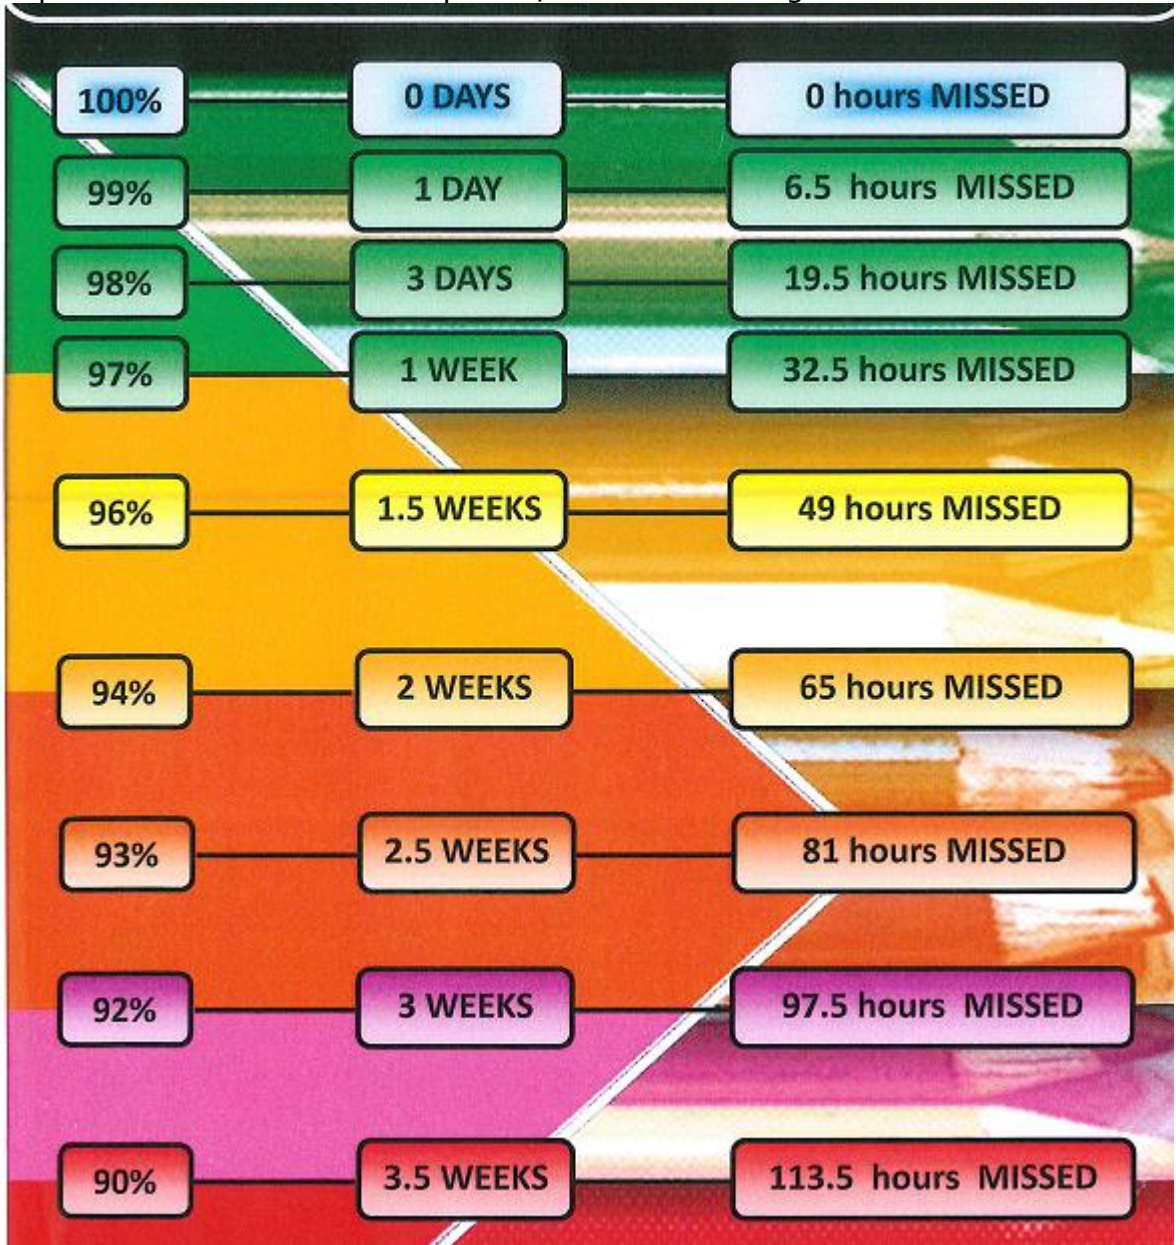 100% 0 DAYS 0 hours MISSED
99% 1 DAY 6.5 hours MISSED
98% 3 DAYS 19.5 hours MISSED
97% 1 WEEK 32.5 hours MISSED
96% 1.5 WEEKS 49 hours MISSED
94% 2 WEEKS 65 hours MISSED
93% 2.5 WEEKS 81 hours MISSED
92% 3 WEEKS 97.5 hours MISSED
90% 3.5 WEEKS 113.5 hours MISSED